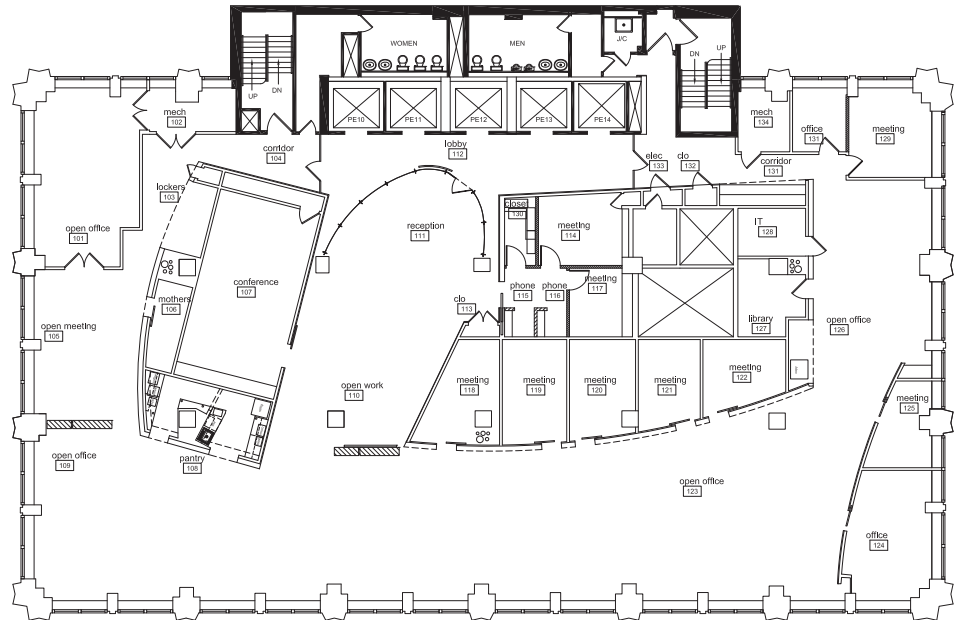 WOMEN
MEN
J/C
UP
DN
DN
UP
PE10
PE11
PE12
PE13
PE14
mech
102
corridor
104
lobby
112
elec
133
clo
132
mech
134
office
131
meeting
129
corridor
131
lockers
103
open office
101
reception
111
closet
130
meeting
114
IT
128
conference
107
mothers
106
phone
115
phone
116
meeting
117
clo
113
library
127
open office
126
open meeting
105
open work
110
meeting
118
meeting
119
meeting
120
meeting
121
meeting
122
meeting
125
open office
109
pantry
108
open office
123
office
124